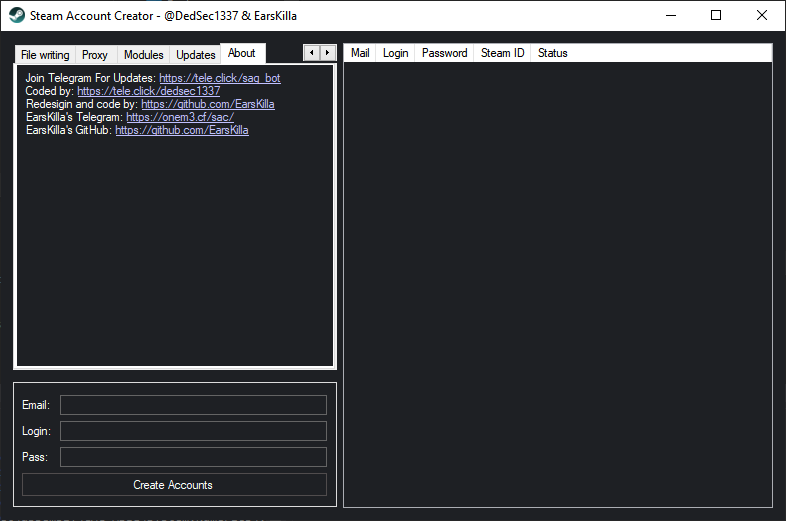 Steam Account Creator - @DedSec1337 & EarsKilla
File writing Proxy Modules Updates About
Join Telegram For Updates: https://tele.click/sag_bot
Coded by: https://tele.click/dedsec1337
Redesigin and code by: https://github.com/EarsKilla
EarsKilla's Telegram: https://onem3.cf/sac/
EarsKilla's GitHub: https://github.com/EarsKilla
Email:
Login:
Pass:
Create Accounts
Mail Login Password Steam ID Status